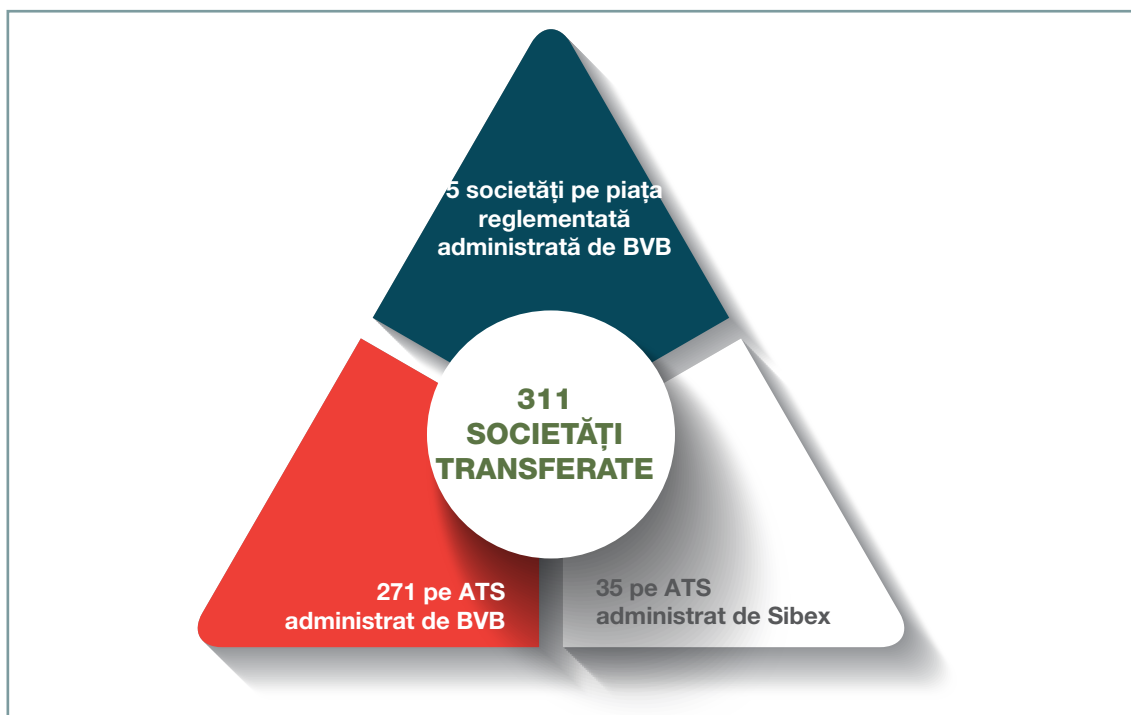 5 societăți pe piața
reglementată
administrată de BVB
311
SOCIETĂȚI
TRANSFERATE
271 pe ATS
administrat de BVB
35 pe ATS
administrat de Sibex